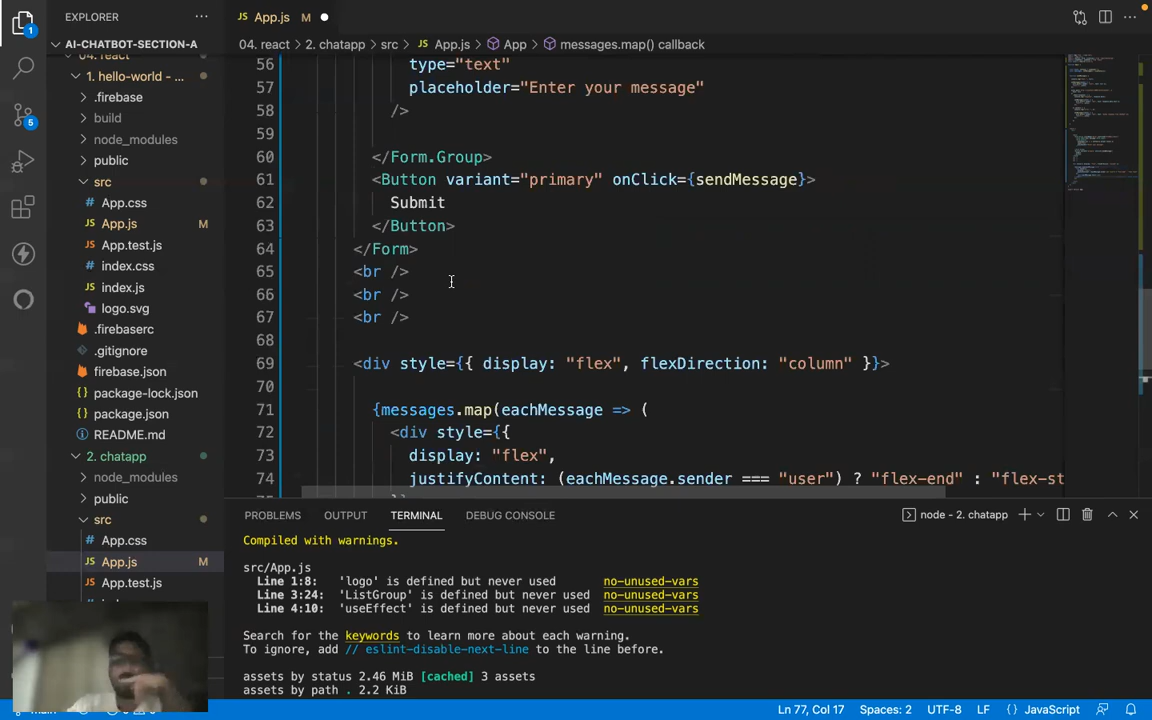 EXPLORER
···
JS App.js M
AI-CHATBOT-SECTION-A
04. react > 2. chatapp > src > JS App.js > App > messages.map() callback
04. react
1. hello-world - ...
.firebase
build
node_modules
public
src
App.css
JS App.js M
App.test.js
index.css
JS index.js
logo.svg
.firebaserc
.gitignore
firebase.json
{} package-lock.json
{} package.json
README.md
2. chatapp
node_modules
public
src
App.css
JS App.js M
App.test.js
1
5
56 type="text"
57 placeholder="Enter your message"
58 />
59
60 </Form.Group>
61 <Button variant="primary" onClick={sendMessage}>
62 Submit
63 </Button>
64 </Form>
65 <br />
66 <br />
67 <br />
68
69 <div style={{ display: "flex", flexDirection: "column" }}>
70
71 {messages.map(eachMessage => (
72 <div style={{
73 display: "flex",
74 justifyContent: (eachMessage.sender === "user") ? "flex-end" : "flex-st
PROBLEMS OUTPUT TERMINAL DEBUG CONSOLE
node - 2. chatapp
Compiled with warnings.
src/App.js
Line 1:8: 'logo' is defined but never used no-unused-vars
Line 3:24: 'ListGroup' is defined but never used no-unused-vars
Line 4:10: 'useEffect' is defined but never used no-unused-vars
Search for the keywords to learn more about each warning.
To ignore, add // eslint-disable-next-line to the line before.
assets by status 2.46 MiB [cached] 3 assets
assets by path . 2.2 KiB
Ln 77, Col 17 Spaces: 2 UTF-8 LF {} JavaScript